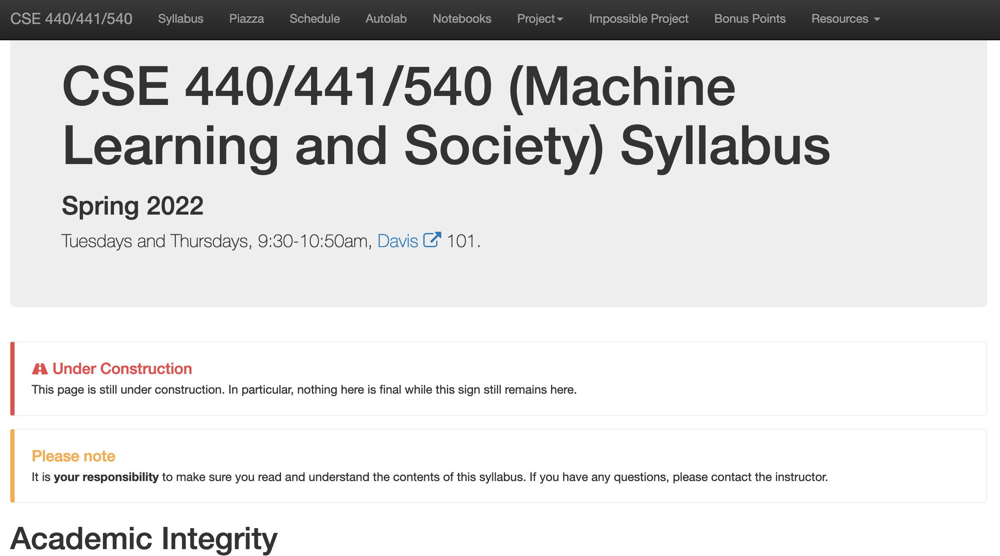 CSE 440/441/540 Syllabus Piazza Schedule Autolab Notebooks Project Impossible Project Bonus Points Resources
CSE 440/441/540 (Machine
Learning and Society) Syllabus
Spring 2022
Tuesdays and Thursdays, 9:30-10:50am, Davis 101.
Under Construction
This page is still under construction. In particular, nothing here is final while this sign still remains here.
Please note
It is your responsibility to make sure you read and understand the contents of this syllabus. If you have any questions, please contact the instructor.
Academic Integrity